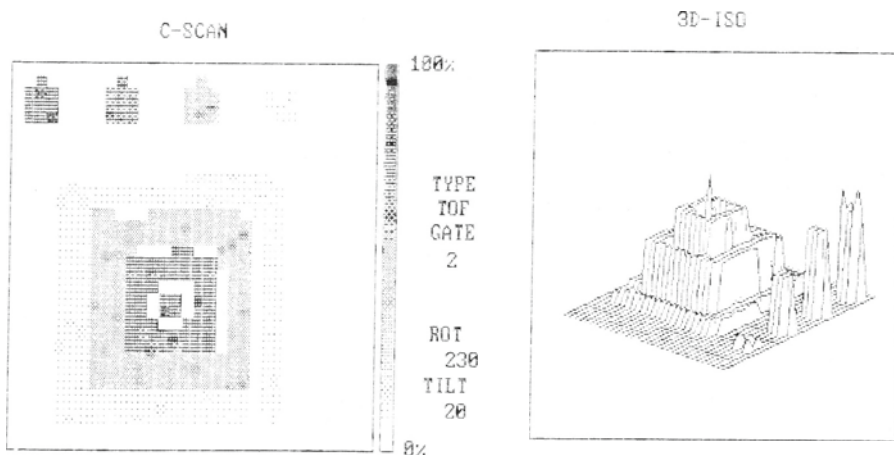 C-SCAN
3D-ISO
100%
TYPE
TOF
GATE
2
ROT
230
TILT
20
0%